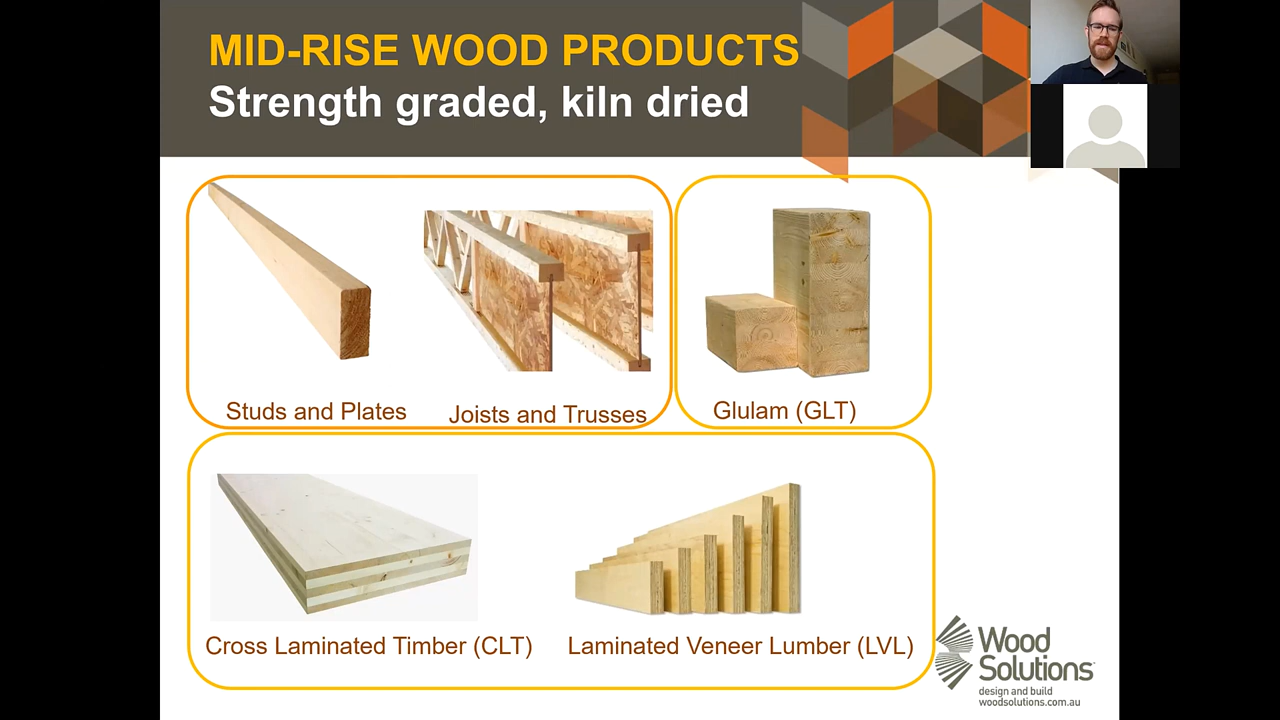 MID-RISE WOOD PRODUCTS
Strength graded, kiln dried
Studs and Plates
Joists and Trusses
Glulam (GLT)
Cross Laminated Timber (CLT)
Laminated Veneer Lumber (LVL)
Wood
Solutions
design and build
woodsolutions.com.au